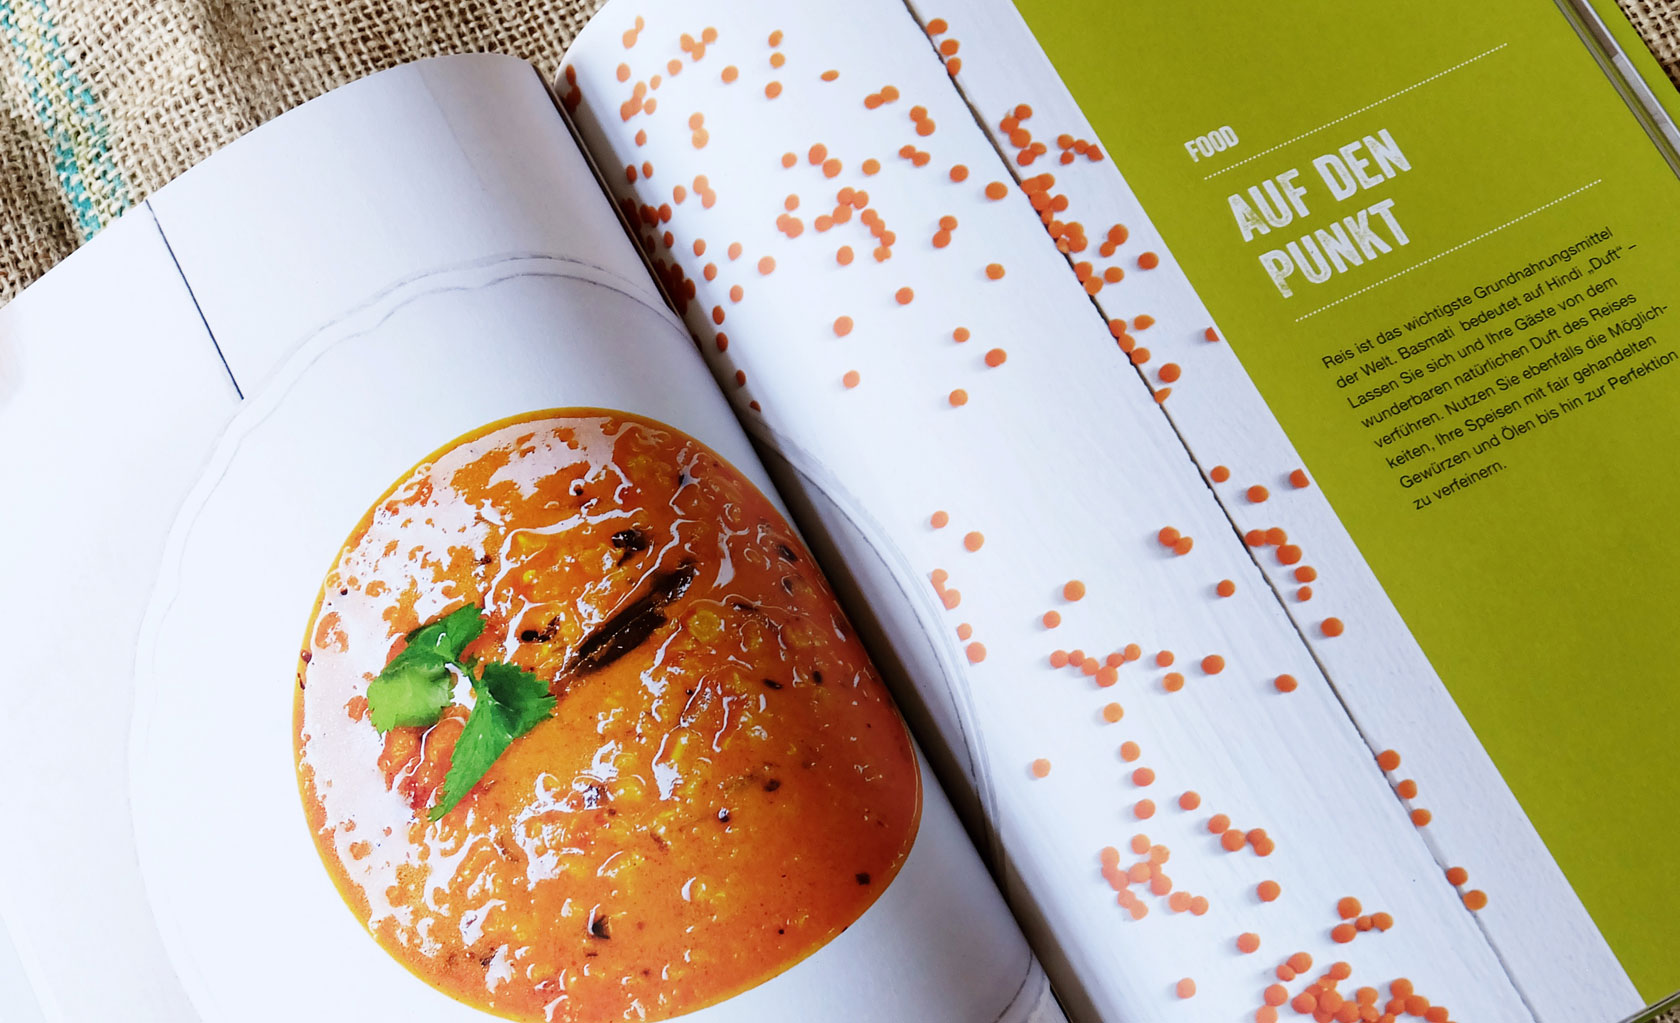 FOOD
AUF DEN
PUNKT
Reis ist das wichtigste Grundnahrungsmittel
der Welt. Basmati bedeutet auf Hindi „Duft“ –
Lassen Sie sich und Ihre Gäste von dem
wunderbaren natürlichen Duft des Reises
verführen. Nutzen Sie ebenfalls die Möglich-
keiten, Ihre Speisen mit fair gehandelten
Gewürzen und Ölen bis hin zur Perfektion
zu verfeinern.